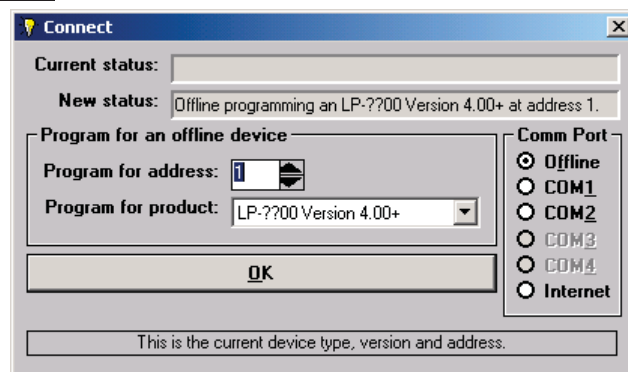 Connect
Current status:
New status: Offline programming an LP-??00 Version 4.00+ at address 1.
Program for an offline device
Program for address: 1
Program for product: LP-??00 Version 4.00+
OK
Comm Port
Offline
COM1
COM2
COM3
COM4
Internet
This is the current device type, version and address.